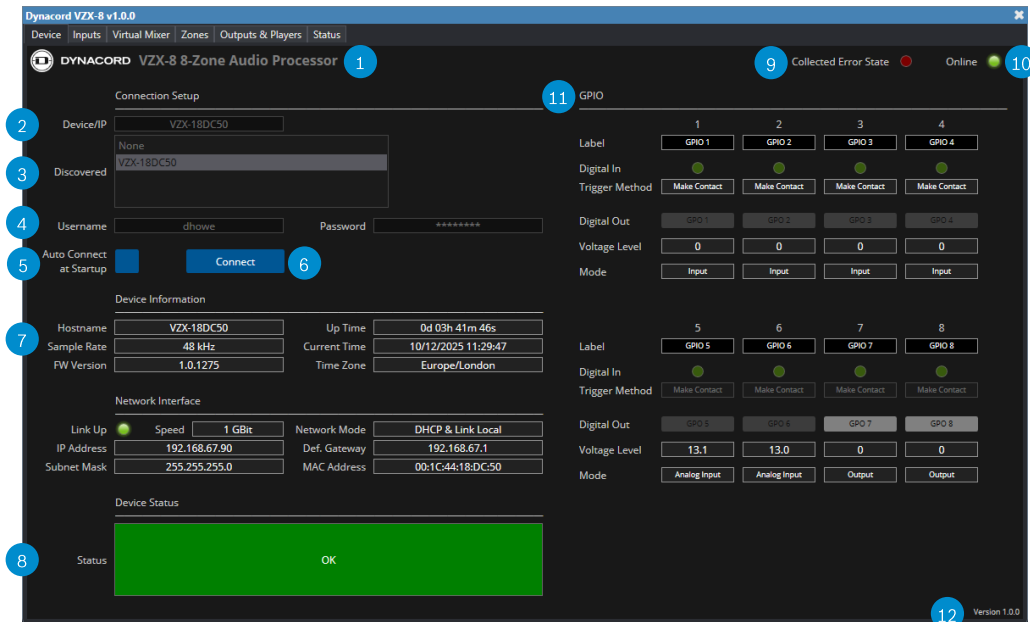 Dynacord VZX-8 v1.0.0
Device Inputs Virtual Mixer Zones Outputs & Players Status
DYNACORD VZX-8 8-Zone Audio Processor 1
9 Collected Error State Online 10
Connection Setup
2 Device/IP VZX-18DC50
None
VZX-18DC50
3 Discovered
4 Username dhowe Password ********
5 Auto Connect
at Startup
Connect 6
Device Information
7
Hostname VZX-18DC50 Up Time 0d 03h 41m 46s
Sample Rate 48 kHz Current Time 10/12/2025 11:29:47
FW Version 1.0.1275 Time Zone Europe/London
Network Interface
Link Up Speed 1 GBit Network Mode DHCP & Link Local
IP Address 192.168.67.90 Def. Gateway 192.168.67.1
Subnet Mask 255.255.255.0 MAC Address 00:1C:44:18:DC:50
Device Status
8 Status OK
11 GPIO
1 2 3 4
Label GPIO 1 GPIO 2 GPIO 3 GPIO 4
Digital In
Trigger Method Make Contact Make Contact Make Contact Make Contact
Digital Out GPO 1 GPO 2 GPO 3 GPO 4
Voltage Level 0 0 0 0
Mode Input Input Input Input
5 6 7 8
Label GPIO 5 GPIO 6 GPIO 7 GPIO 8
Digital In
Trigger Method Make Contact Make Contact Make Contact Make Contact
Digital Out GPO 5 GPO 6 GPO 7 GPO 8
Voltage Level 13.1 13.0 0 0
Mode Analog Input Analog Input Output Output
12 Version 1.0.0